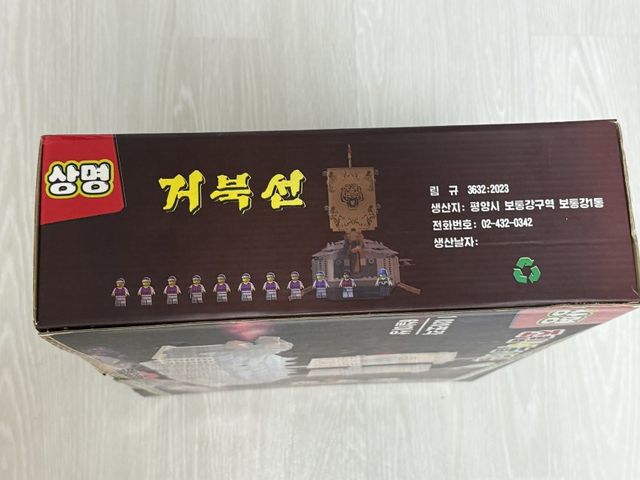 상명
거북선
림 규 3632:2023
생산지: 평양시 보통강구역 보통강1동
전화번호: 02-432-0342
생산날자: